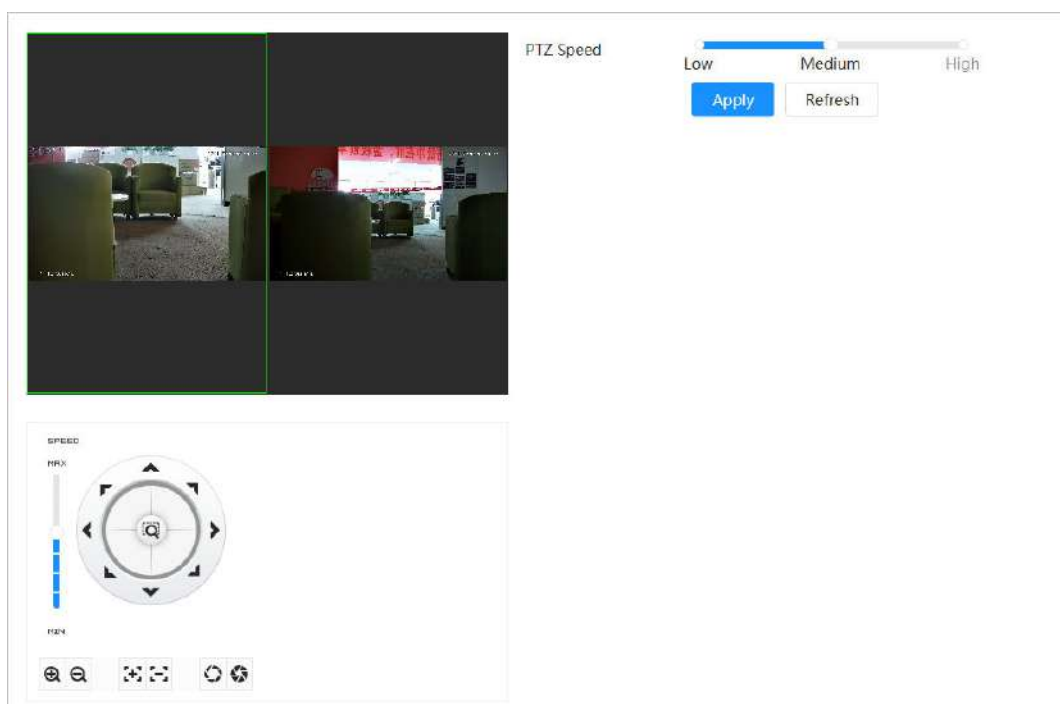 PTZ Speed
Low Medium High
Apply Refresh
SPEED
MAX
MIN